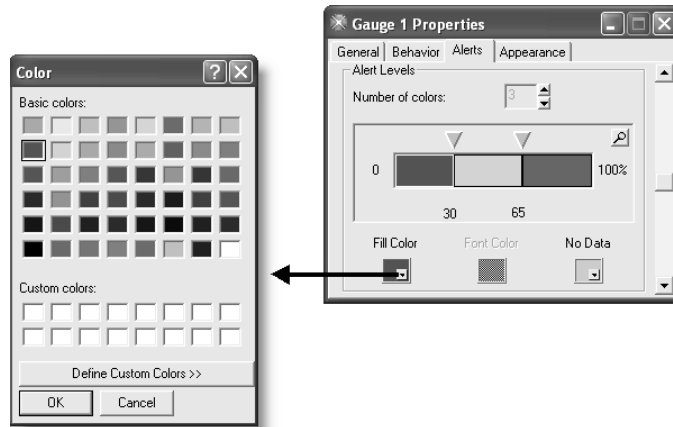 Color
Basic colors:
Custom colors:
Define Custom Colors >>
OK Cancel
Gauge 1 Properties
General Behavior Alerts Appearance
Alert Levels
Number of colors: 3
0 100%
30 65
Fill Color Font Color No Data